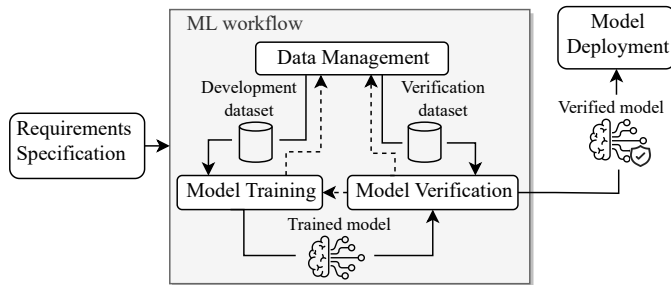 ML workflow
Data Management
Development
dataset
Verification
dataset
Requirements
Specification
Model Training
Model Verification
Trained model
Model
Deployment
Verified model